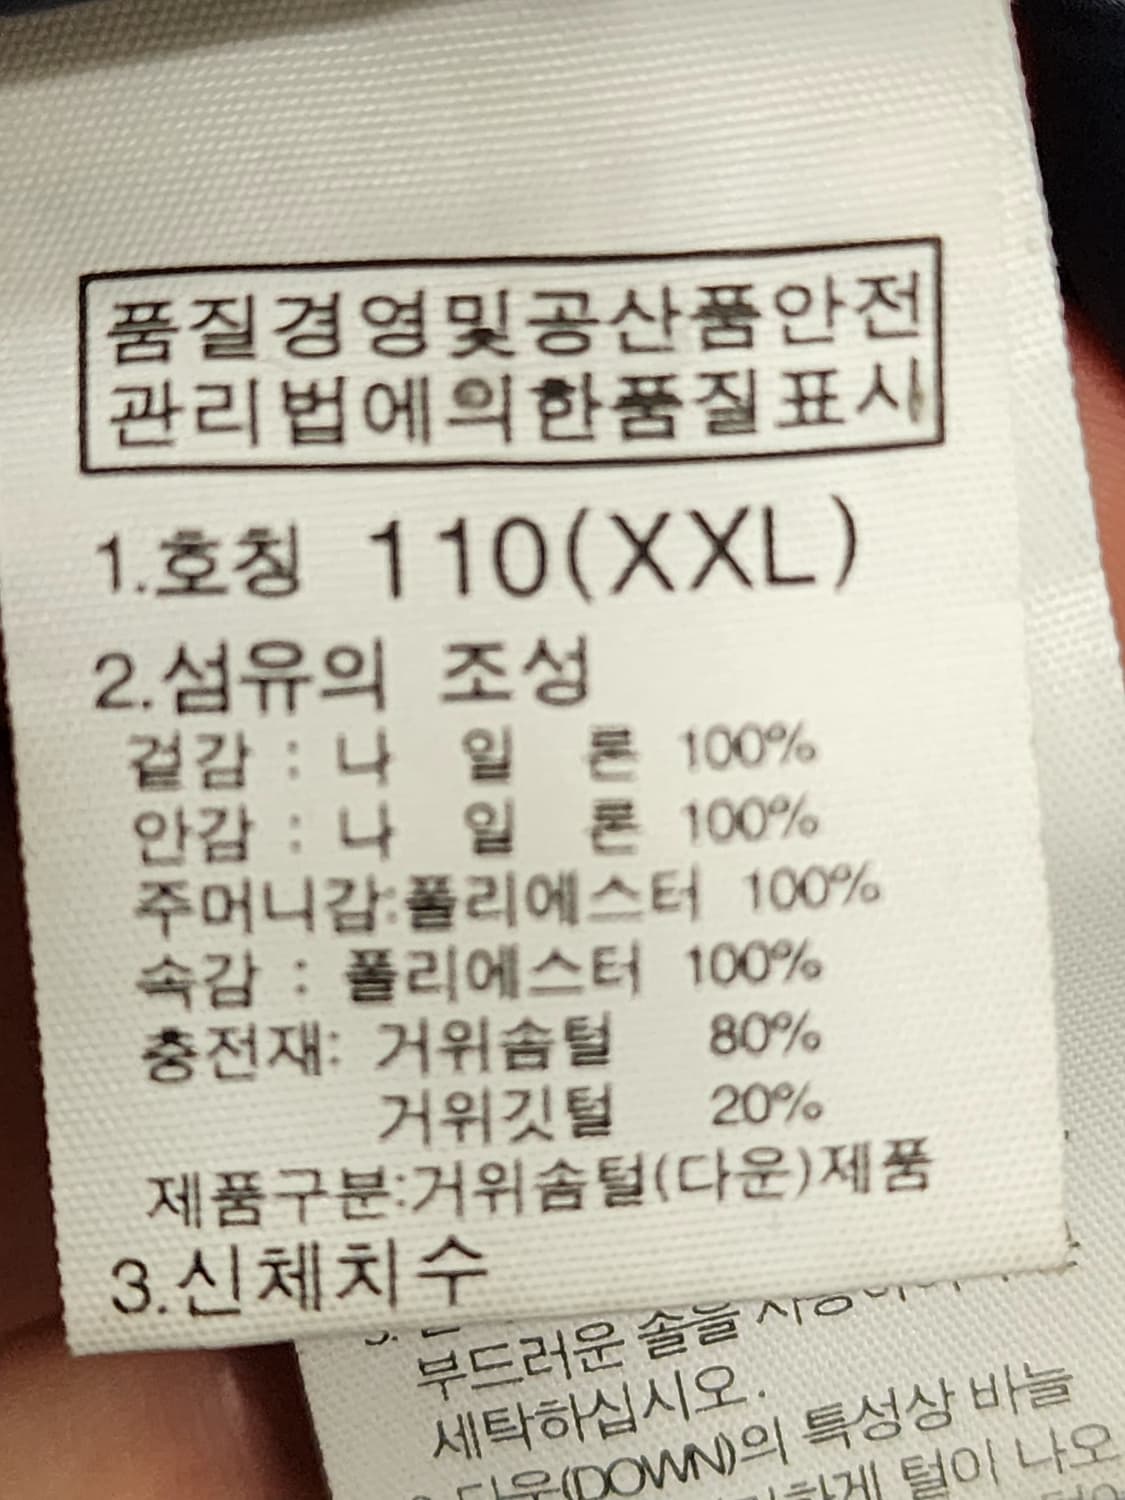 품질경영및공산품안전
관리법에의한품질표시
1.호칭 110(XXL)
2.섬유의 조성
겉감 : 나 일 론 100%
안감 : 나 일 론 100%
주머니감:폴리에스터 100%
속감 : 폴리에스터 100%
충전재: 거위솜털 80%
거위깃털 20%
제품구분:거위솜털(다운)제품
3.신체치수
부드러운 솔을
세탁하십시오.
다운(DOWN)의 특성상 바늘
털이 나오